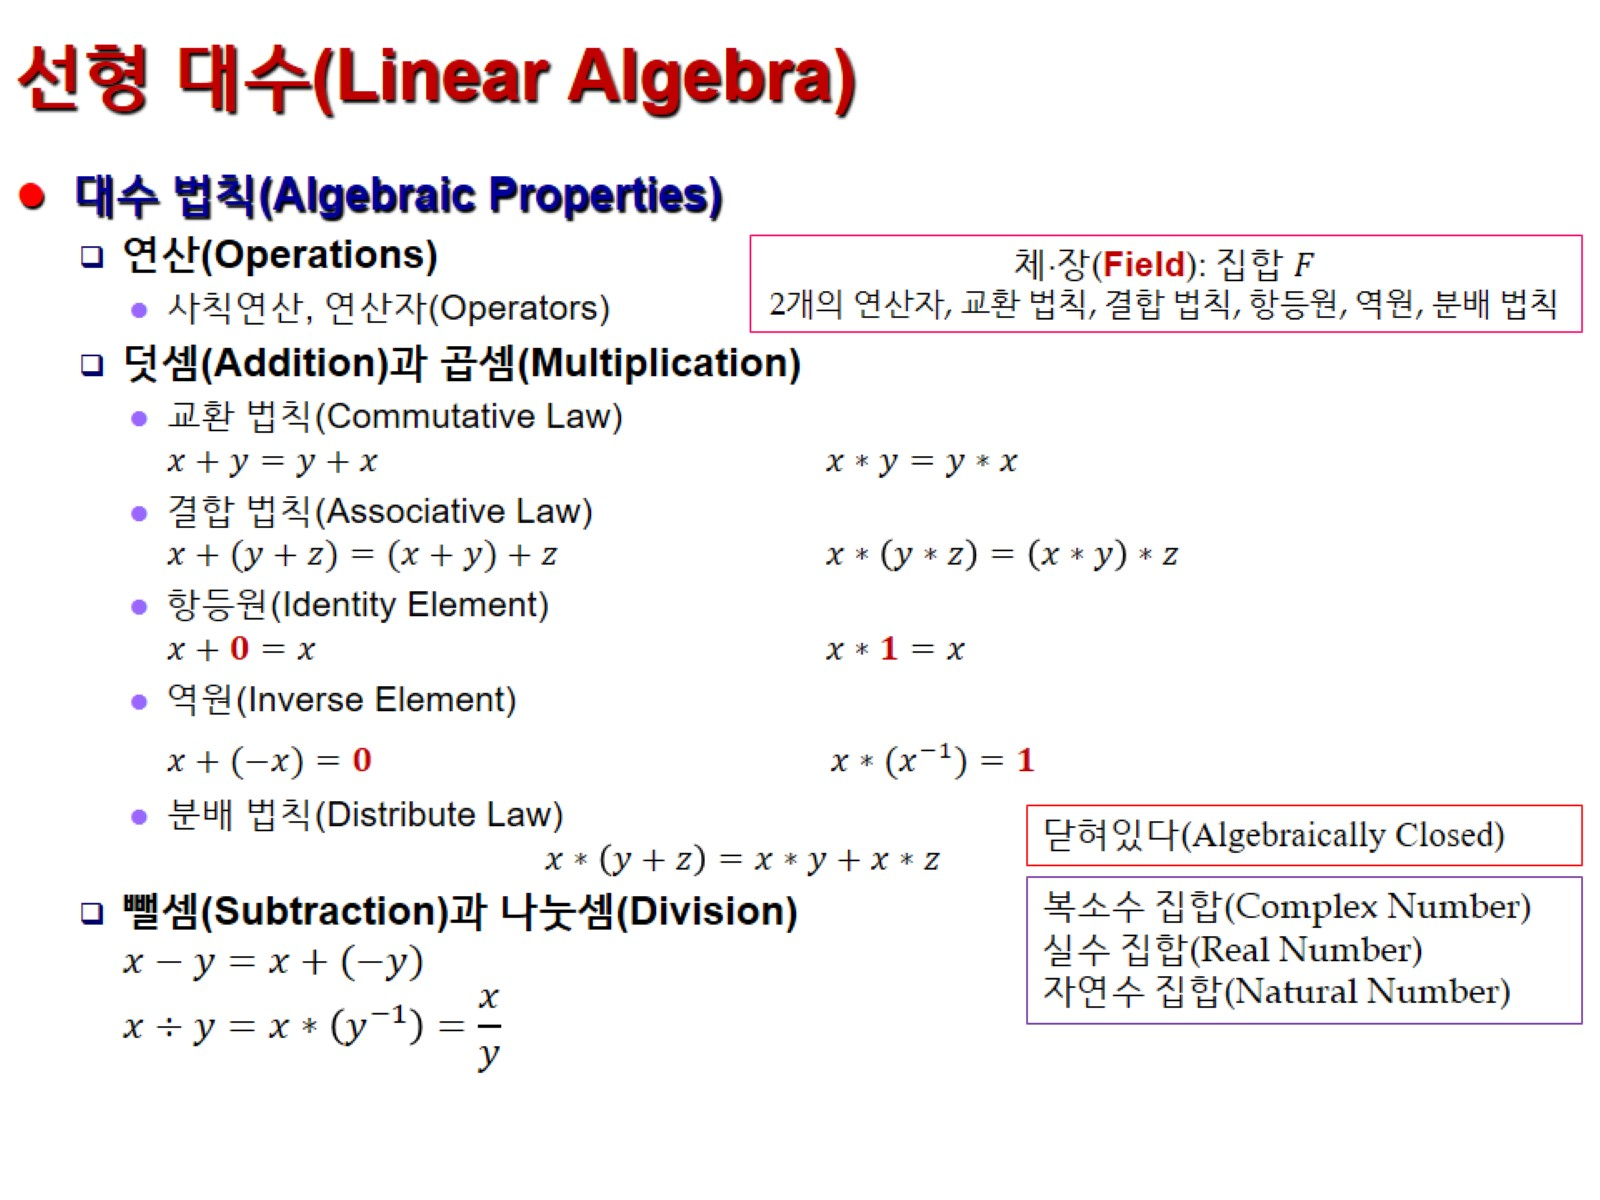 선형 대수(Linear Algebra)
대수 법칙(Algebraic Properties)
연산(Operations)
사칙연산, 연산자(Operators)
체·장(Field): 집합 F
2개의 연산자, 교환 법칙, 결합 법칙, 항등원, 역원, 분배 법칙
덧셈(Addition)과 곱셈(Multiplication)
교환 법칙(Commutative Law)
x + y = y + x
x * y = y * x
결합 법칙(Associative Law)
x + (y + z) = (x + y) + z
x * (y * z) = (x * y) * z
항등원(Identity Element)
x + 0 = x
x * 1 = x
역원(Inverse Element)
x + (−x) = 0
x * (x⁻¹) = 1
분배 법칙(Distribute Law)
x * (y + z) = x * y + x * z
닫혀있다(Algebraically Closed)
복소수 집합(Complex Number)
실수 집합(Real Number)
자연수 집합(Natural Number)
뺄셈(Subtraction)과 나눗셈(Division)
x − y = x + (−y)
x ÷ y = x * (y⁻¹) = x/y